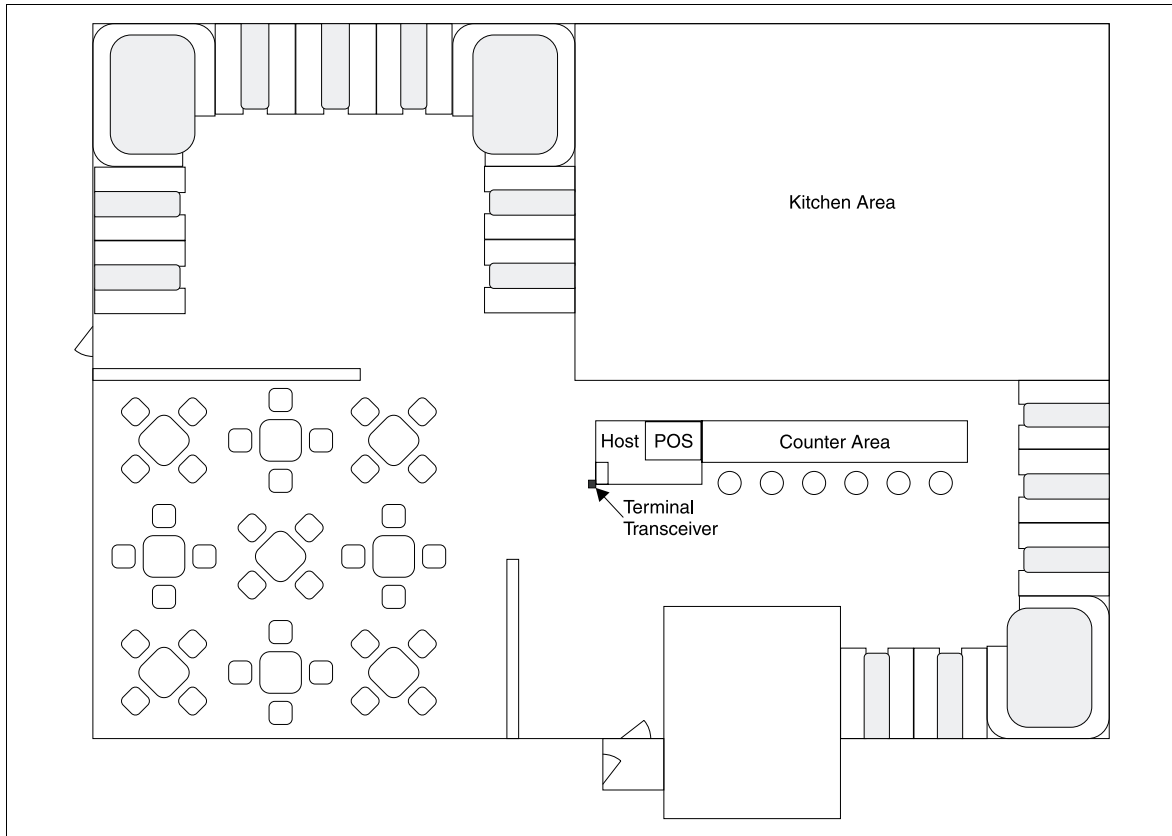 Kitchen Area
Host
POS
Counter Area
Terminal
Transceiver